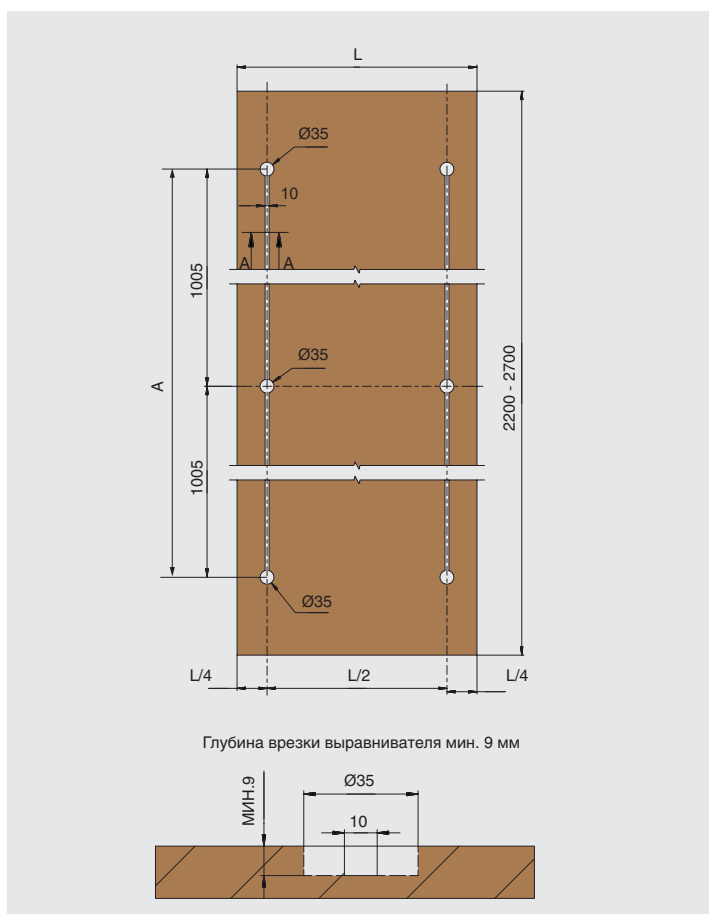 L
Ø35
10
A
A
1005
Ø35
A
2200 - 2700
1005
Ø35
L/4
L/2
L/4
Глубина врезки выравнивателя мин. 9 мм
МИН.9
Ø35
10